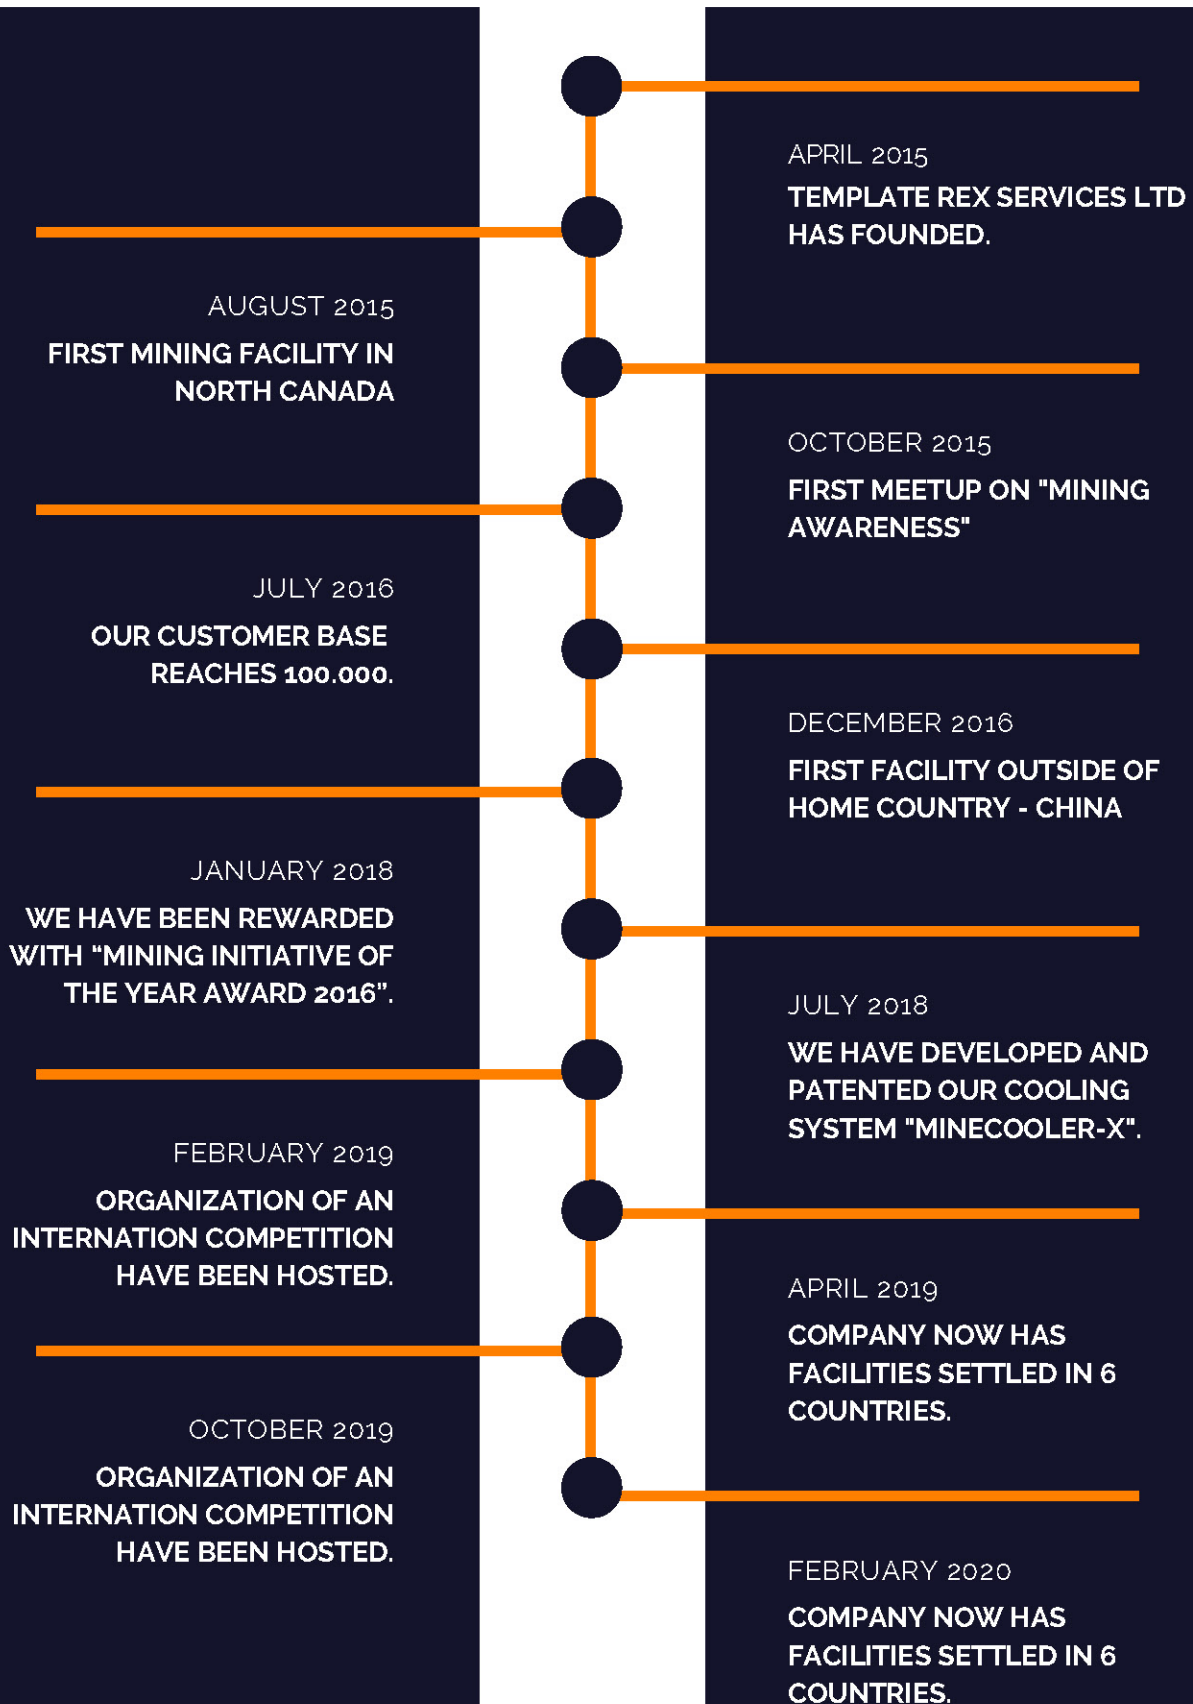 APRIL 2015
TEMPLATE REX SERVICES LTD
HAS FOUNDED.
AUGUST 2015
FIRST MINING FACILITY IN
NORTH CANADA
OCTOBER 2015
FIRST MEETUP ON "MINING
AWARENESS"
JULY 2016
OUR CUSTOMER BASE
REACHES 100.000.
DECEMBER 2016
FIRST FACILITY OUTSIDE OF
HOME COUNTRY - CHINA
JANUARY 2018
WE HAVE BEEN REWARDED
WITH “MINING INITIATIVE OF
THE YEAR AWARD 2016”.
JULY 2018
WE HAVE DEVELOPED AND
PATENTED OUR COOLING
SYSTEM "MINECOOLER-X".
FEBRUARY 2019
ORGANIZATION OF AN
INTERNATION COMPETITION
HAVE BEEN HOSTED.
APRIL 2019
COMPANY NOW HAS
FACILITIES SETTLED IN 6
COUNTRIES.
OCTOBER 2019
ORGANIZATION OF AN
INTERNATION COMPETITION
HAVE BEEN HOSTED.
FEBRUARY 2020
COMPANY NOW HAS
FACILITIES SETTLED IN 6
COUNTRIES.